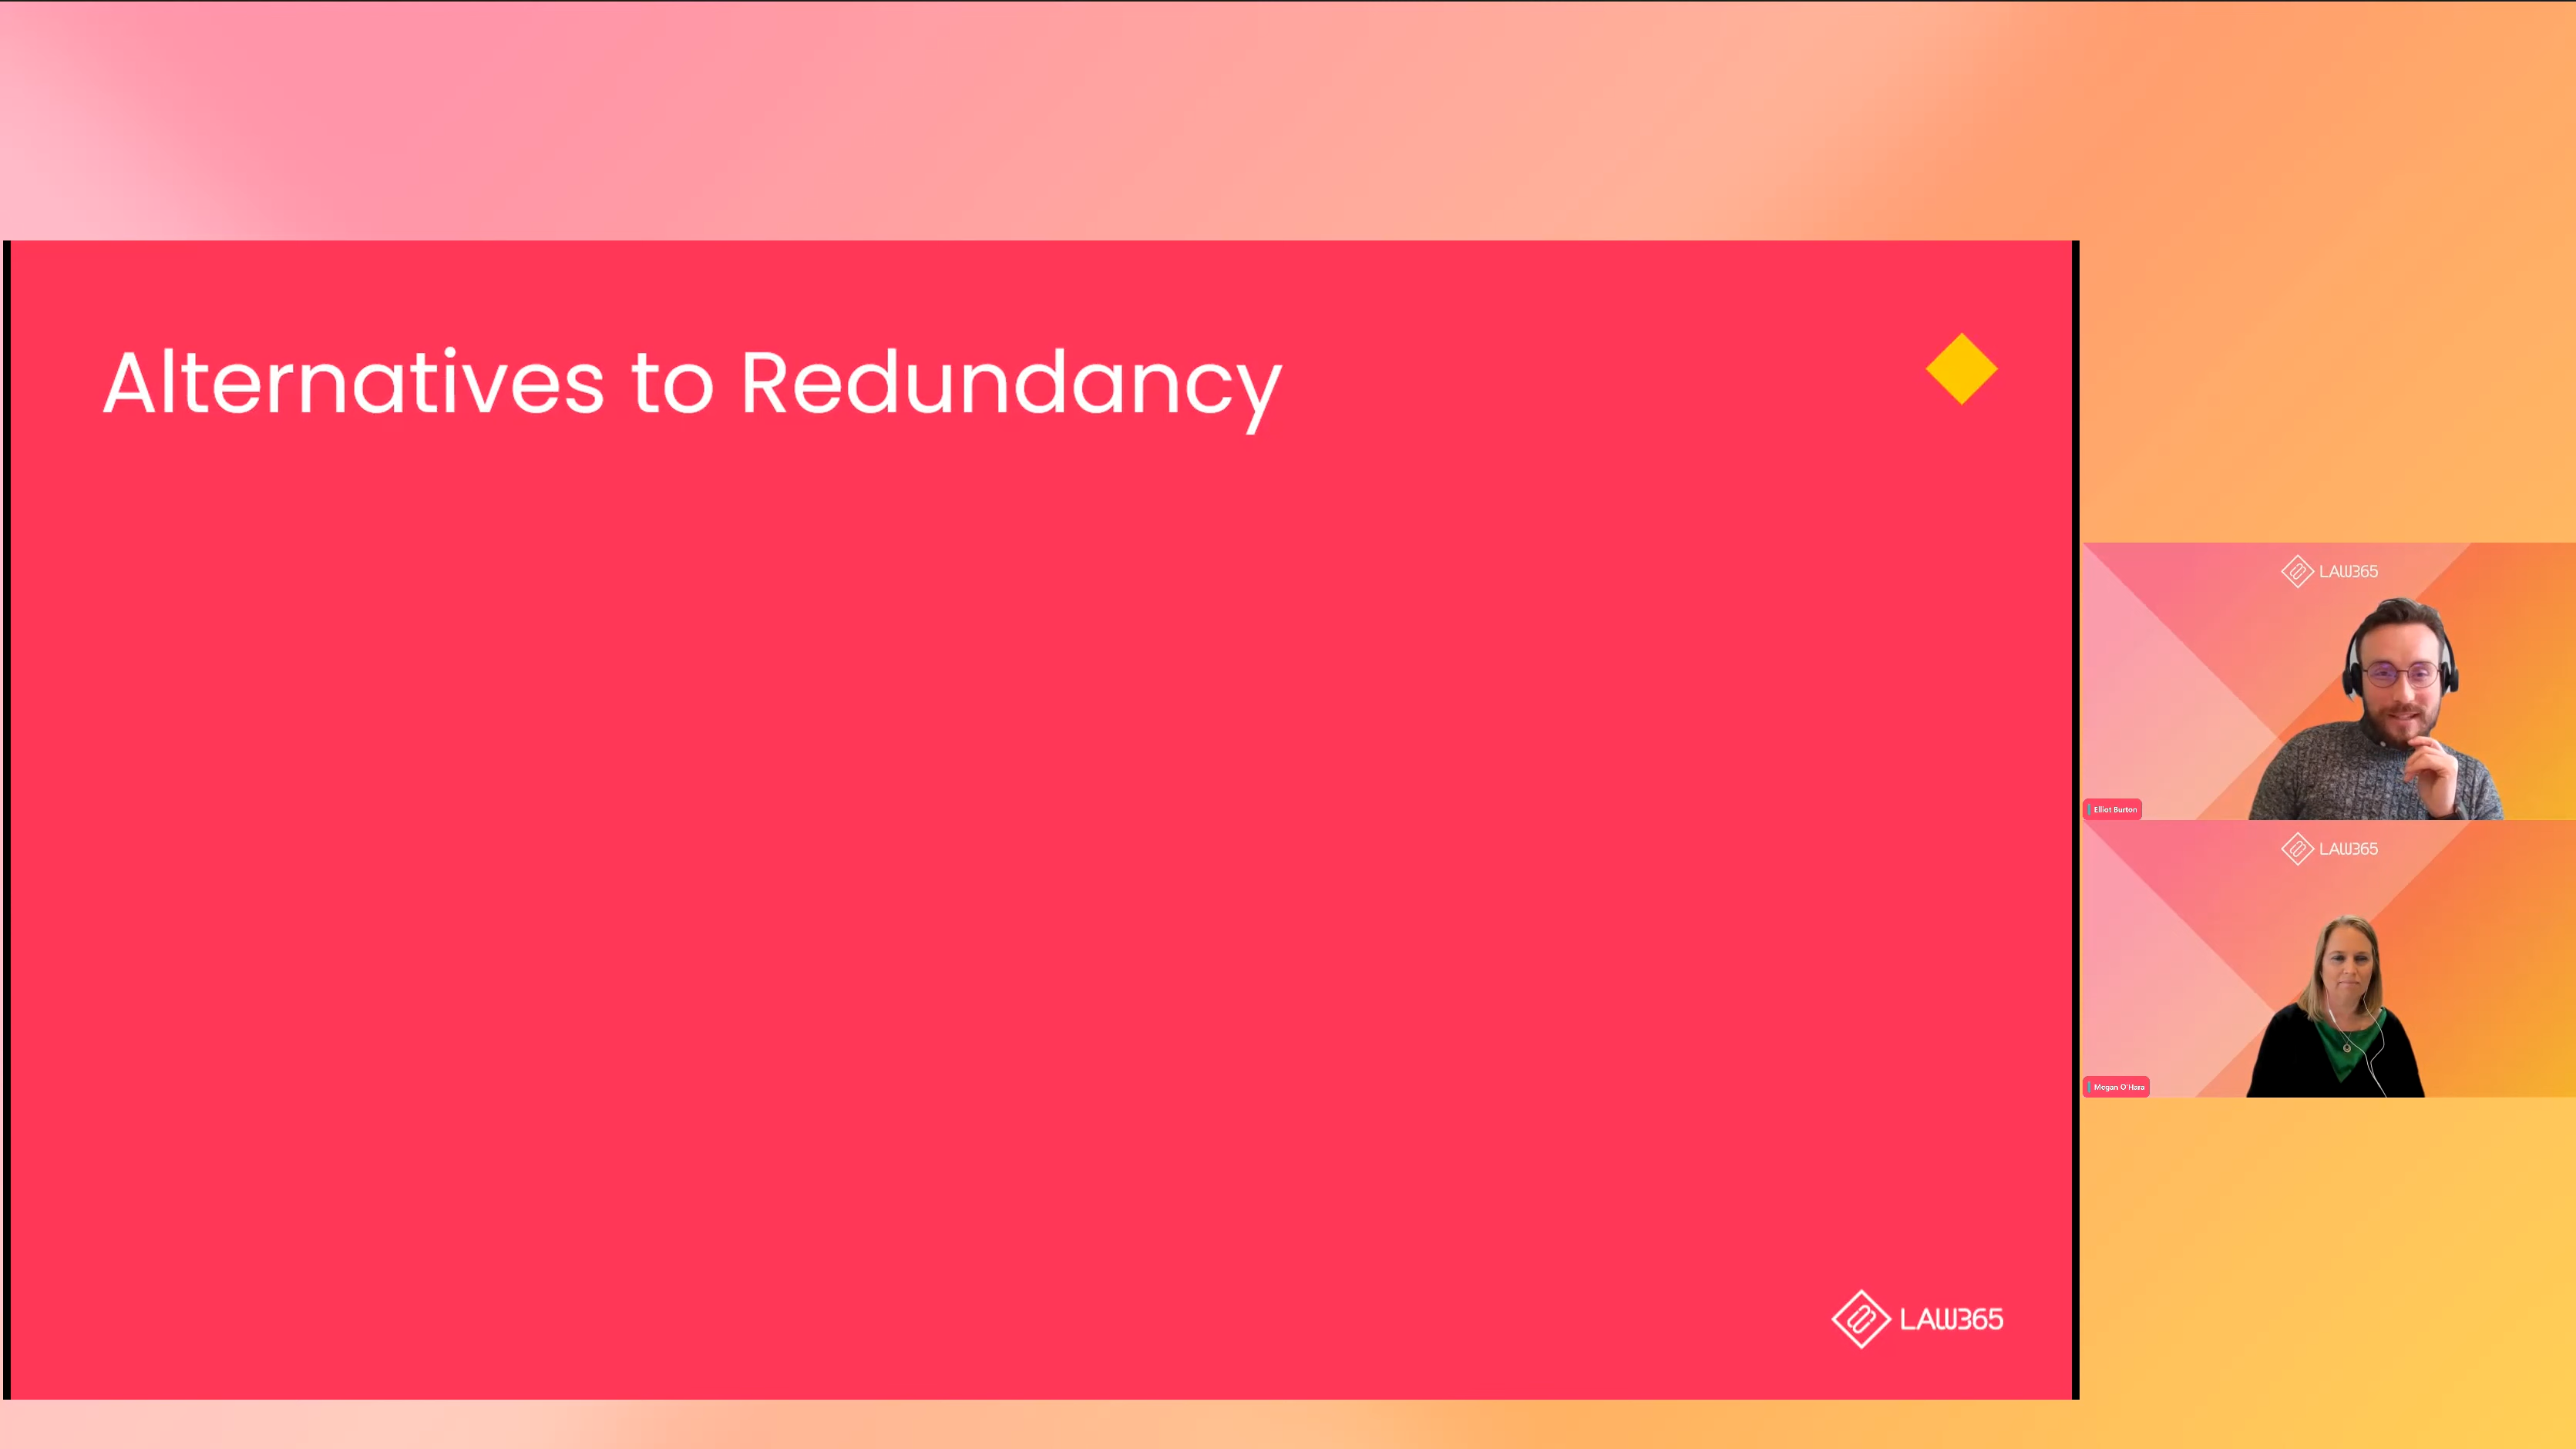 Alternatives to Redundancy
LAW365
Elliot Burton
LAW365
Megan O'Hara
LAW365